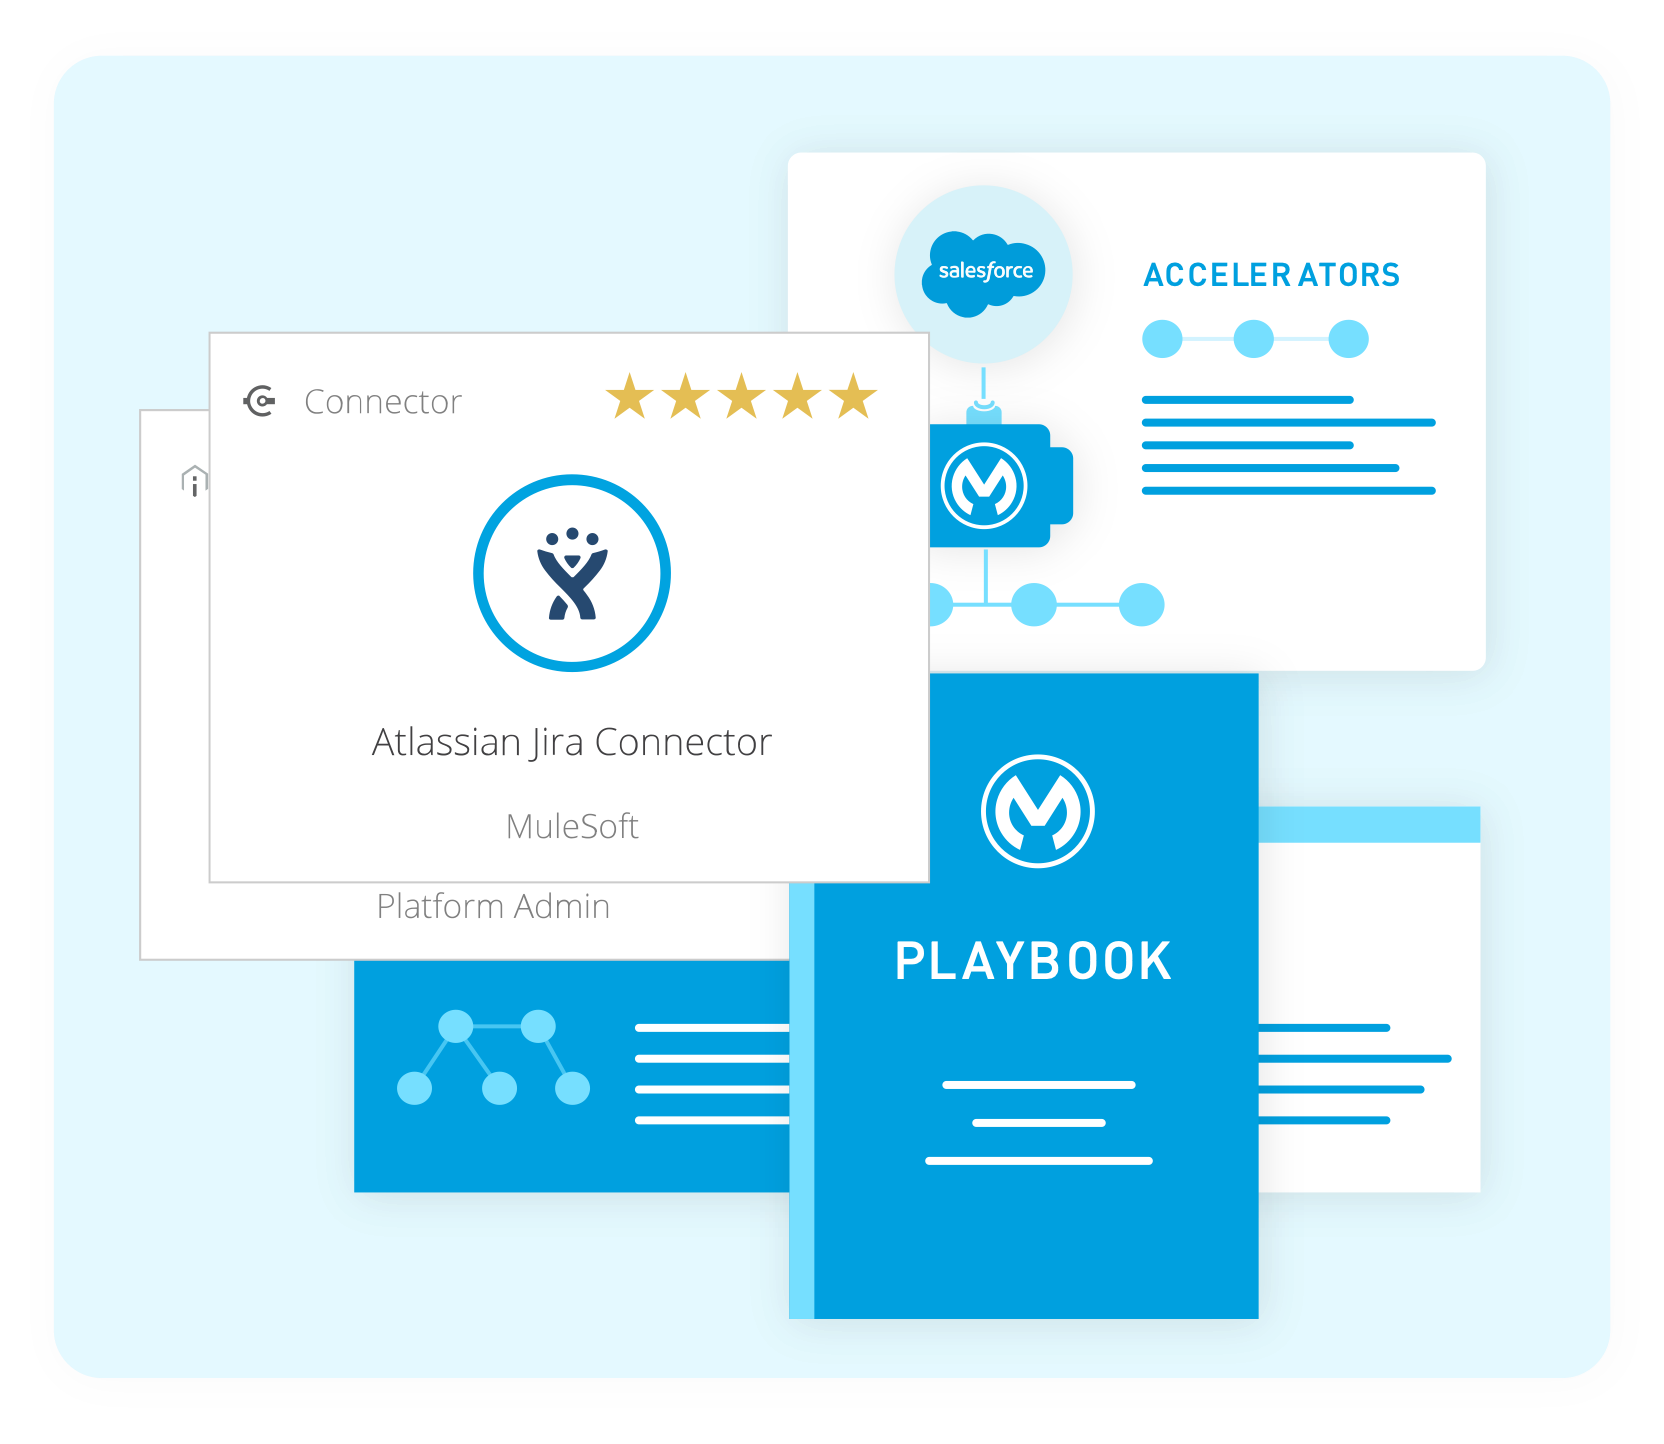 salesforce
ACCELERATORS
Connector
Atlassian Jira Connector
MuleSoft
Platform Admin
PLAYBOOK